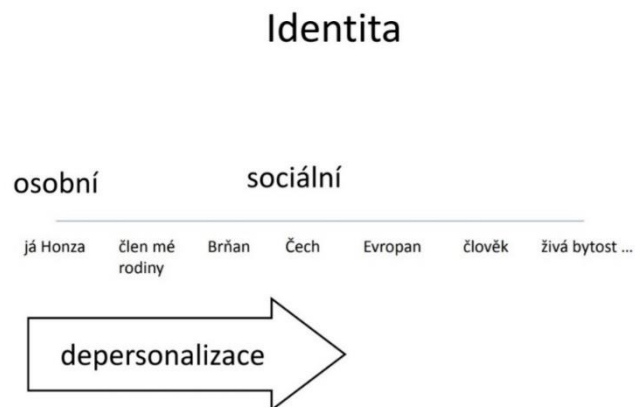 Identita
osobní
sociální
já Honza
člen mé
rodiny
Brňan
Čech
Evropan
člověk
živá bytost ...
depersonalizace